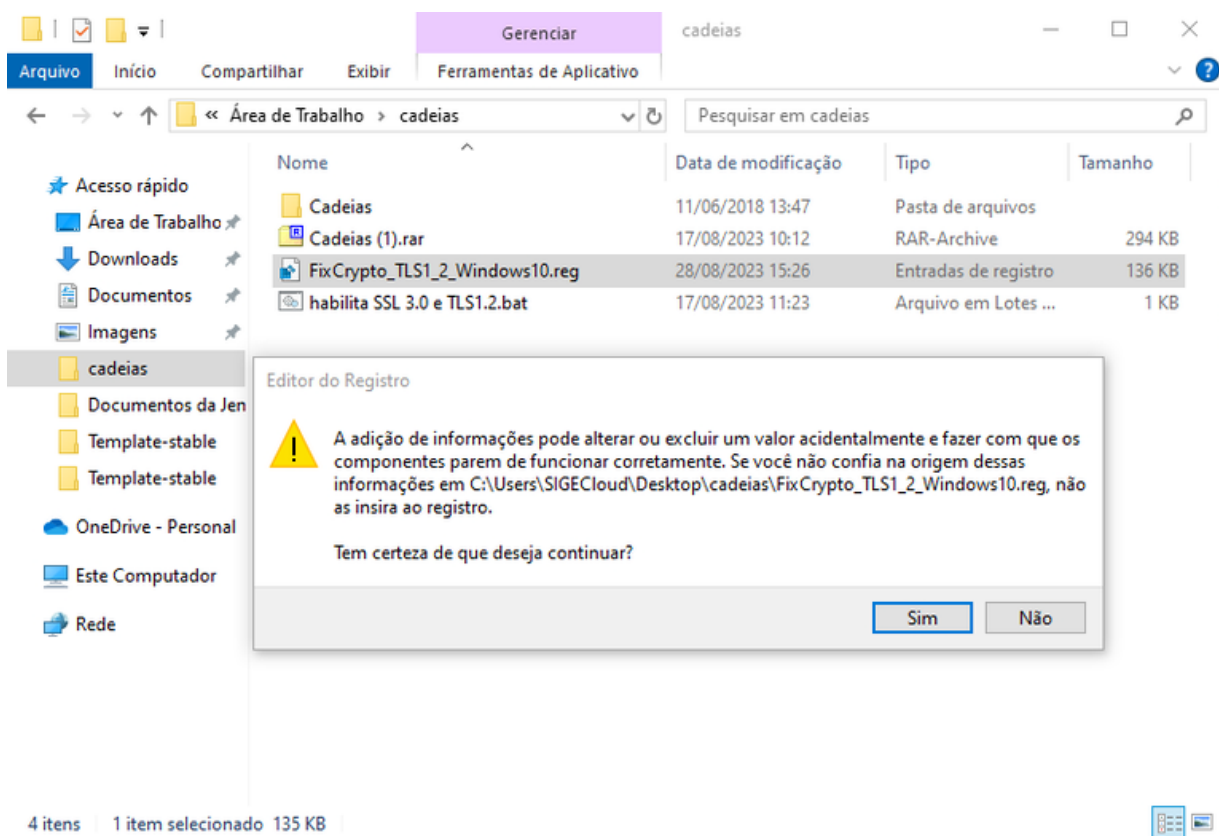 Gerenciar
cadeias
Arquivo Início Compartilhar Exibir Ferramentas de Aplicativo
« Área de Trabalho › cadeias
Pesquisar em cadeias
Acesso rápido
Área de Trabalho
Downloads
Documentos
Imagens
cadeias
Documentos da Jen
Template-stable
Template-stable
OneDrive - Personal
Este Computador
Rede
Nome Data de modificação Tipo Tamanho
Cadeias 11/06/2018 13:47 Pasta de arquivos
Cadeias (1).rar 17/08/2023 10:12 RAR-Archive 294 KB
FixCrypto_TLS1_2_Windows10.reg 28/08/2023 15:26 Entradas de registro 136 KB
habilita SSL 3.0 e TLS1.2.bat 17/08/2023 11:23 Arquivo em Lotes ... 1 KB
Editor do Registro
A adição de informações pode alterar ou excluir um valor acidentalmente e fazer com que os
componentes parem de funcionar corretamente. Se você não confia na origem dessas
informações em C:\Users\SIGECloud\Desktop\cadeias\FixCrypto_TLS1_2_Windows10.reg, não
as insira ao registro.
Tem certeza de que deseja continuar?
Sim Não
4 itens 1 item selecionado 135 KB